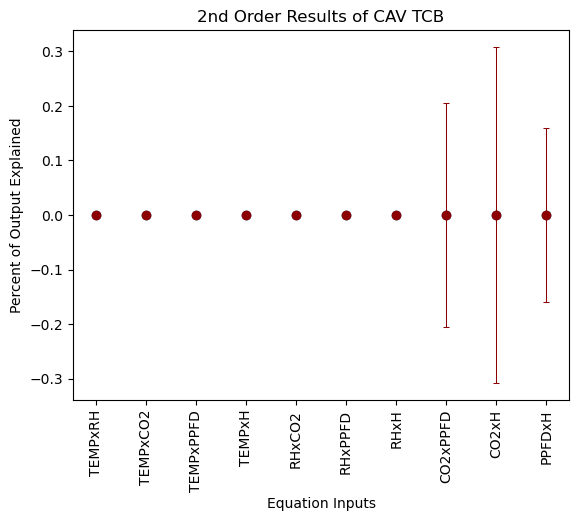 2nd Order Results of CAV TCB
Percent of Output Explained
0.3
0.2
0.1
0.0
−0.1
−0.2
−0.3
TEMPxRH
TEMPxCO2
TEMPxPPFD
TEMPxH
RHxCO2
RHxPPFD
RHxH
CO2xPPFD
CO2xH
PPFDxH
Equation Inputs